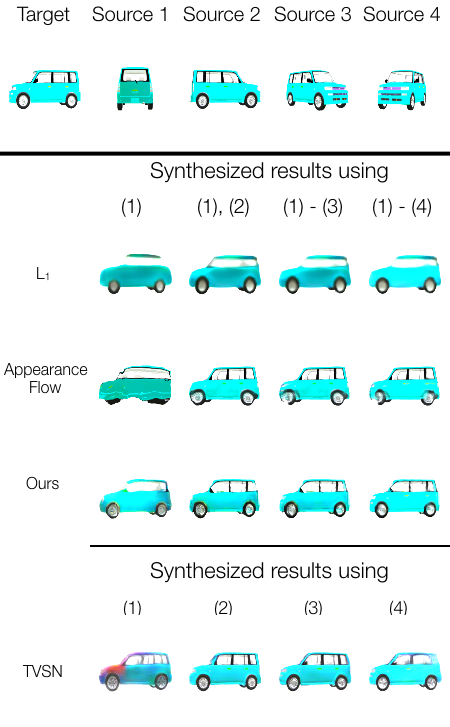 Target Source 1 Source 2 Source 3 Source 4
Synthesized results using
(1) (1), (2) (1) - (3) (1) - (4)
L1
Appearance
Flow
Ours
Synthesized results using
(1) (2) (3) (4)
TVSN